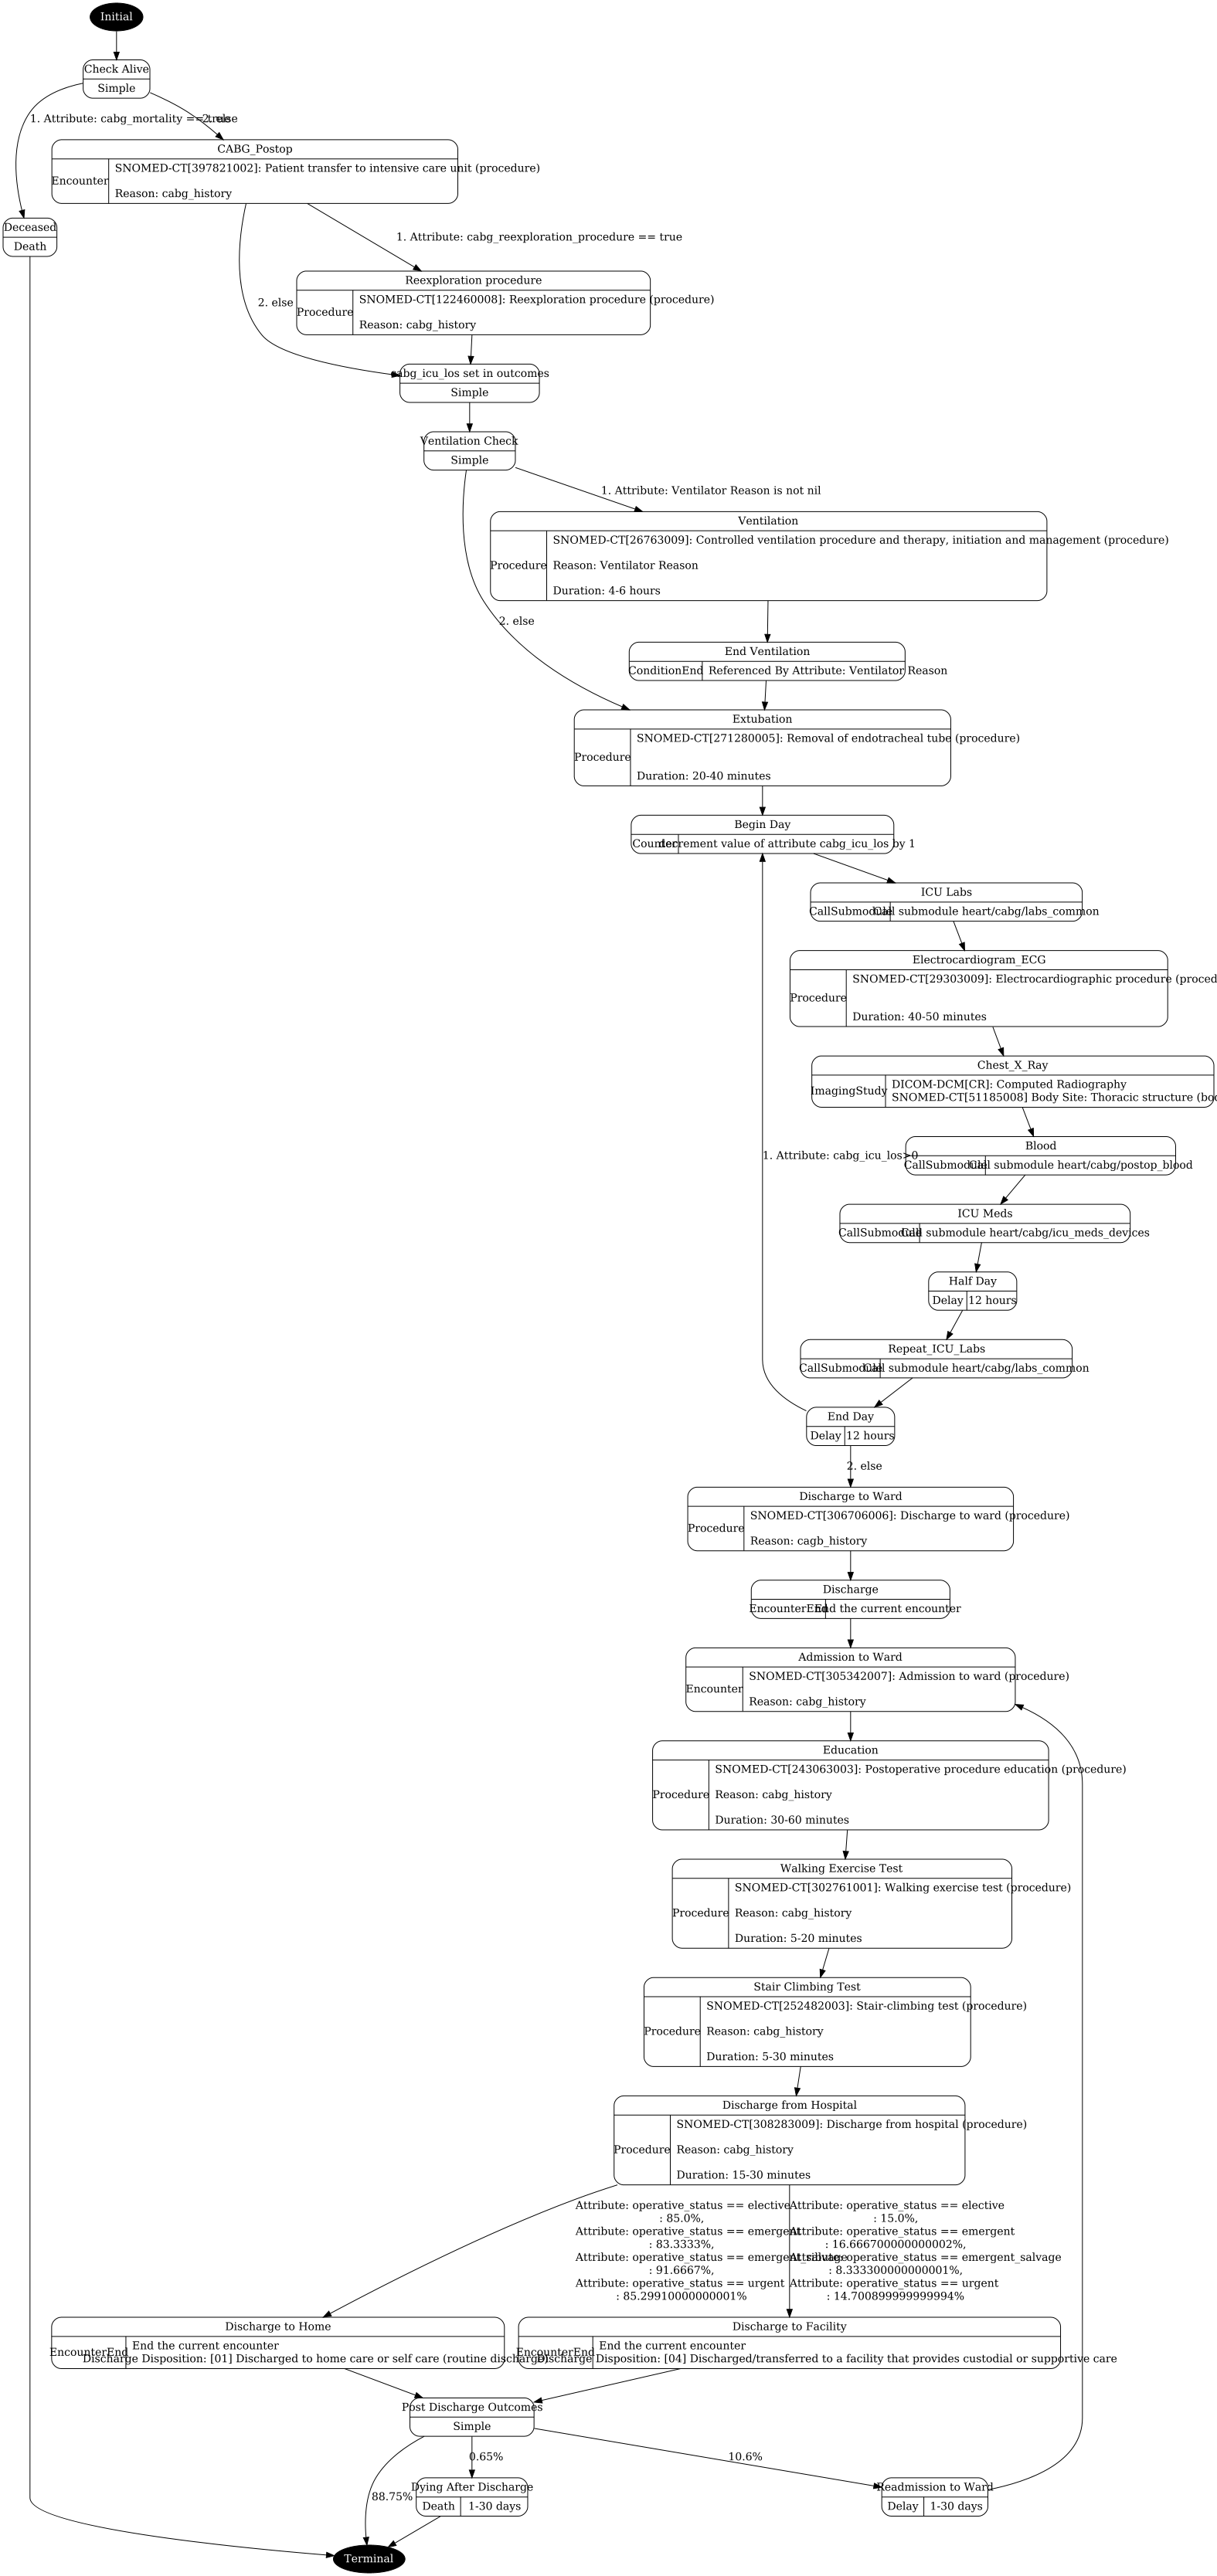 Initial
Check Alive
Simple
1. Attribute: cabg_mortality == true
2. else
CABG_Postop
Encounter
SNOMED-CT[397821002]: Patient transfer to intensive care unit (procedure)
Reason: cabg_history
Deceased
Death
1. Attribute: cabg_reexploration_procedure == true
Reexploration procedure
2. else
Procedure
SNOMED-CT[122460008]: Reexploration procedure (procedure)
Reason: cabg_history
cabg_icu_los set in outcomes
Simple
Ventilation Check
Simple
1. Attribute: Ventilator Reason is not nil
Ventilation
Procedure
SNOMED-CT[26763009]: Controlled ventilation procedure and therapy, initiation and management (procedure)
Reason: Ventilator Reason
Duration: 4-6 hours
2. else
End Ventilation
ConditionEnd
Referenced By Attribute: Ventilator Reason
Extubation
Procedure
SNOMED-CT[271280005]: Removal of endotracheal tube (procedure)
Duration: 20-40 minutes
Begin Day
Counter
decrement value of attribute cabg_icu_los by 1
ICU Labs
CallSubmodule
Call submodule heart/cabg/labs_common
Electrocardiogram_ECG
Procedure
SNOMED-CT[29303009]: Electrocardiographic procedure (proced
Duration: 40-50 minutes
Chest_X_Ray
ImagingStudy
DICOM-DCM[CR]: Computed Radiography
SNOMED-CT[51185008] Body Site: Thoracic structure (bo
1. Attribute: cabg_icu_los>0
Blood
CallSubmodule
Call submodule heart/cabg/postop_blood
ICU Meds
CallSubmodule
Call submodule heart/cabg/icu_meds_devices
Half Day
Delay
12 hours
Repeat_ICU_Labs
CallSubmodule
Call submodule heart/cabg/labs_common
End Day
Delay
12 hours
2. else
Discharge to Ward
Procedure
SNOMED-CT[306706006]: Discharge to ward (procedure)
Reason: cagb_history
Discharge
EncounterEnd
End the current encounter
Admission to Ward
Encounter
SNOMED-CT[305342007]: Admission to ward (procedure)
Reason: cabg_history
Education
Procedure
SNOMED-CT[243063003]: Postoperative procedure education (procedure)
Reason: cabg_history
Duration: 30-60 minutes
Walking Exercise Test
Procedure
SNOMED-CT[302761001]: Walking exercise test (procedure)
Reason: cabg_history
Duration: 5-20 minutes
Stair Climbing Test
Procedure
SNOMED-CT[252482003]: Stair-climbing test (procedure)
Reason: cabg_history
Duration: 5-30 minutes
Discharge from Hospital
Procedure
SNOMED-CT[308283009]: Discharge from hospital (procedure)
Reason: cabg_history
Duration: 15-30 minutes
Attribute: operative_status == elective
: 85.0%,
Attribute: operative_status == emergent
: 83.3333%,
Attribute: operative_status == emergent_salvage
: 91.6667%,
Attribute: operative_status == urgent
: 85.29910000000001%
Attribute: operative_status == elective
: 15.0%,
Attribute: operative_status == emergent
: 16.666700000000002%,
Attribute: operative_status == emergent_salvage
: 8.333300000000001%,
Attribute: operative_status == urgent
: 14.700899999999994%
Discharge to Home
EncounterEnd
End the current encounter
Discharge Disposition: [01] Discharged to home care or self care (routine discharge)
Discharge to Facility
EncounterEnd
End the current encounter
Discharge Disposition: [04] Discharged/transferred to a facility that provides custodial or supportive care
Post Discharge Outcomes
Simple
0.65%
10.6%
88.75%
Dying After Discharge
Death
1-30 days
Readmission to Ward
Delay
1-30 days
Terminal